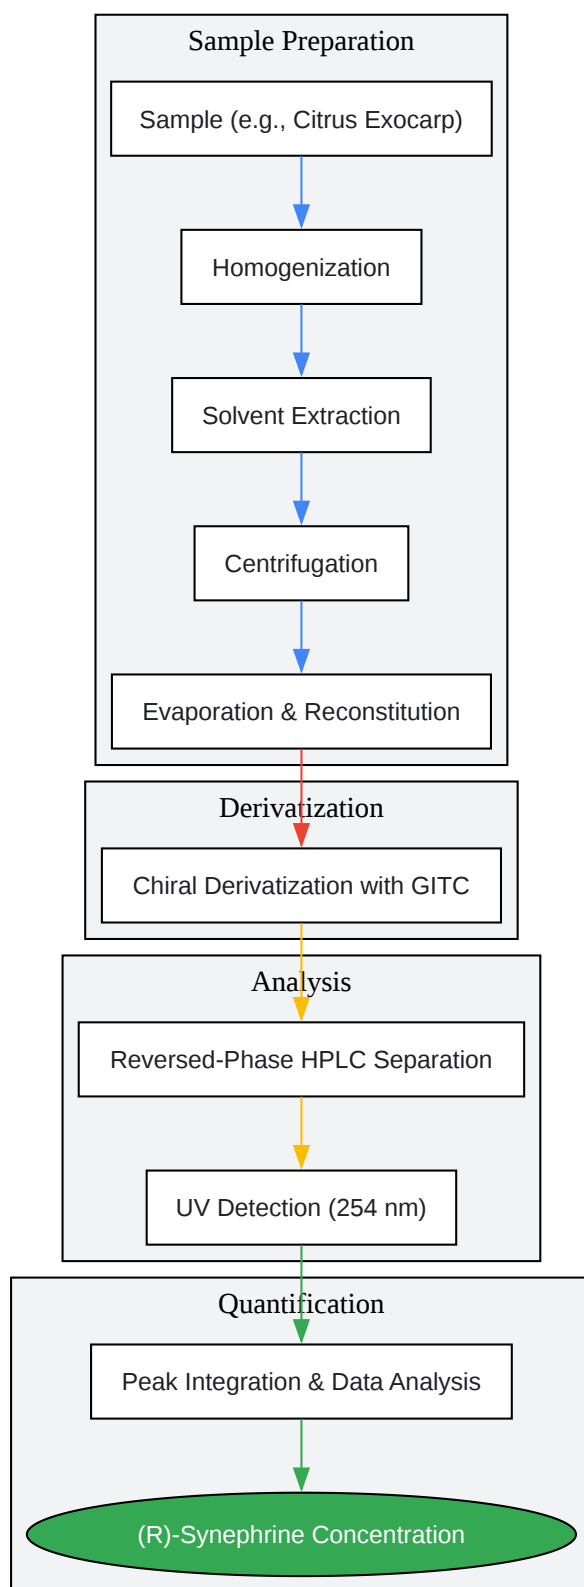 Sample Preparation
Sample (e.g., Citrus Exocarp)
Homogenization
Solvent Extraction
Centrifugation
Evaporation & Reconstitution
Derivatization
Chiral Derivatization with GITC
Analysis
Reversed-Phase HPLC Separation
UV Detection (254 nm)
Quantification
Peak Integration & Data Analysis
(R)-Synephrine Concentration